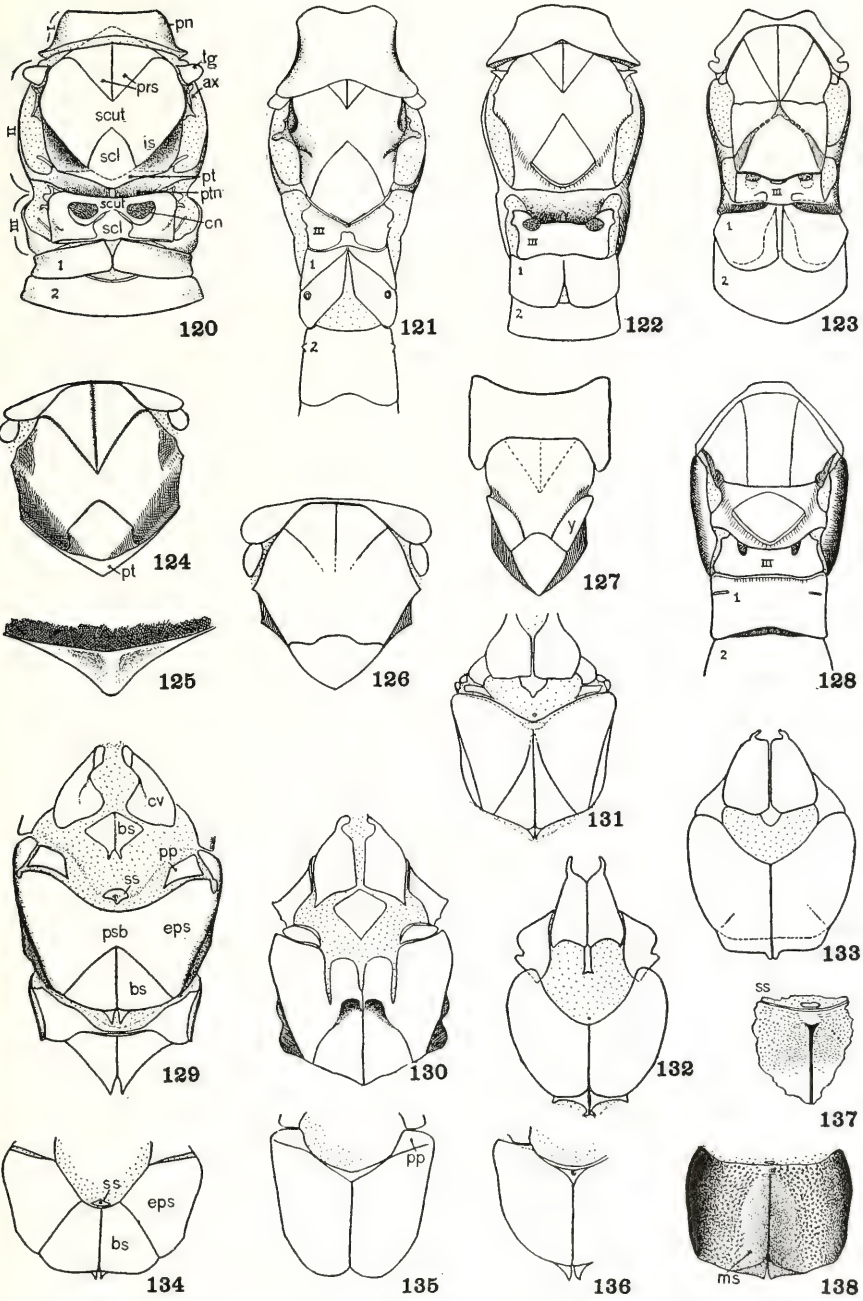 I
pn
tg
ax
prs
scut
II
is
scl
pt
ptn
scut
III
cn
scl
1
2
120
III
1
2
121
III
1
2
122
III
1
2
123
pt
124
125
126
y
127
III
1
2
128
cv
bs
pp
ss
psb
eps
bs
129
130
131
132
133
ss
137
ss
eps
bs
134
pp
135
136
ms
138